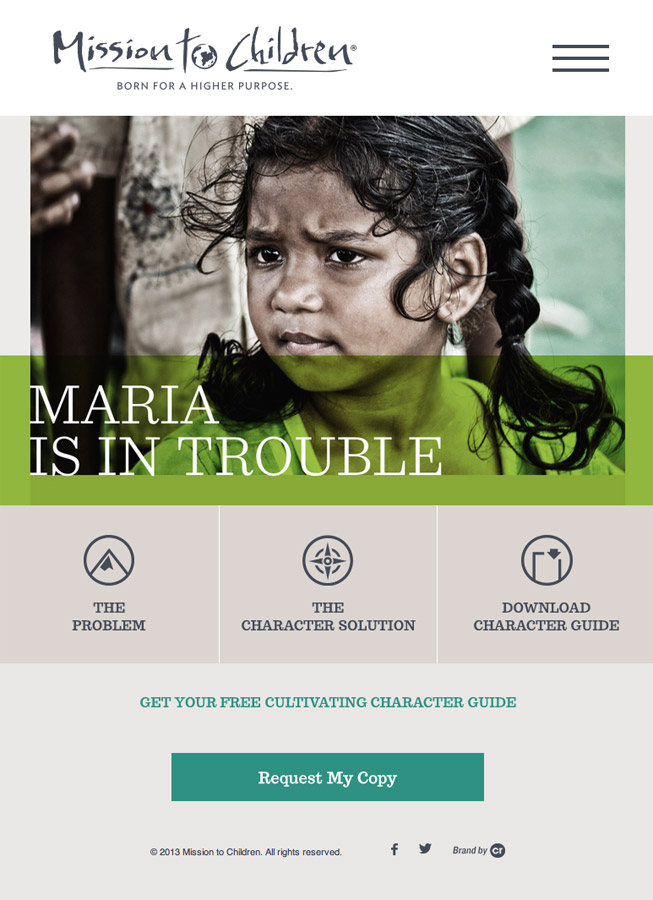 Mission to Children®
BORN FOR A HIGHER PURPOSE.
MARIA
IS IN TROUBLE
THE
PROBLEM
THE
CHARACTER SOLUTION
DOWNLOAD
CHARACTER GUIDE
GET YOUR FREE CULTIVATING CHARACTER GUIDE
Request My Copy
© 2013 Mission to Children. All rights reserved.
Brand by cr